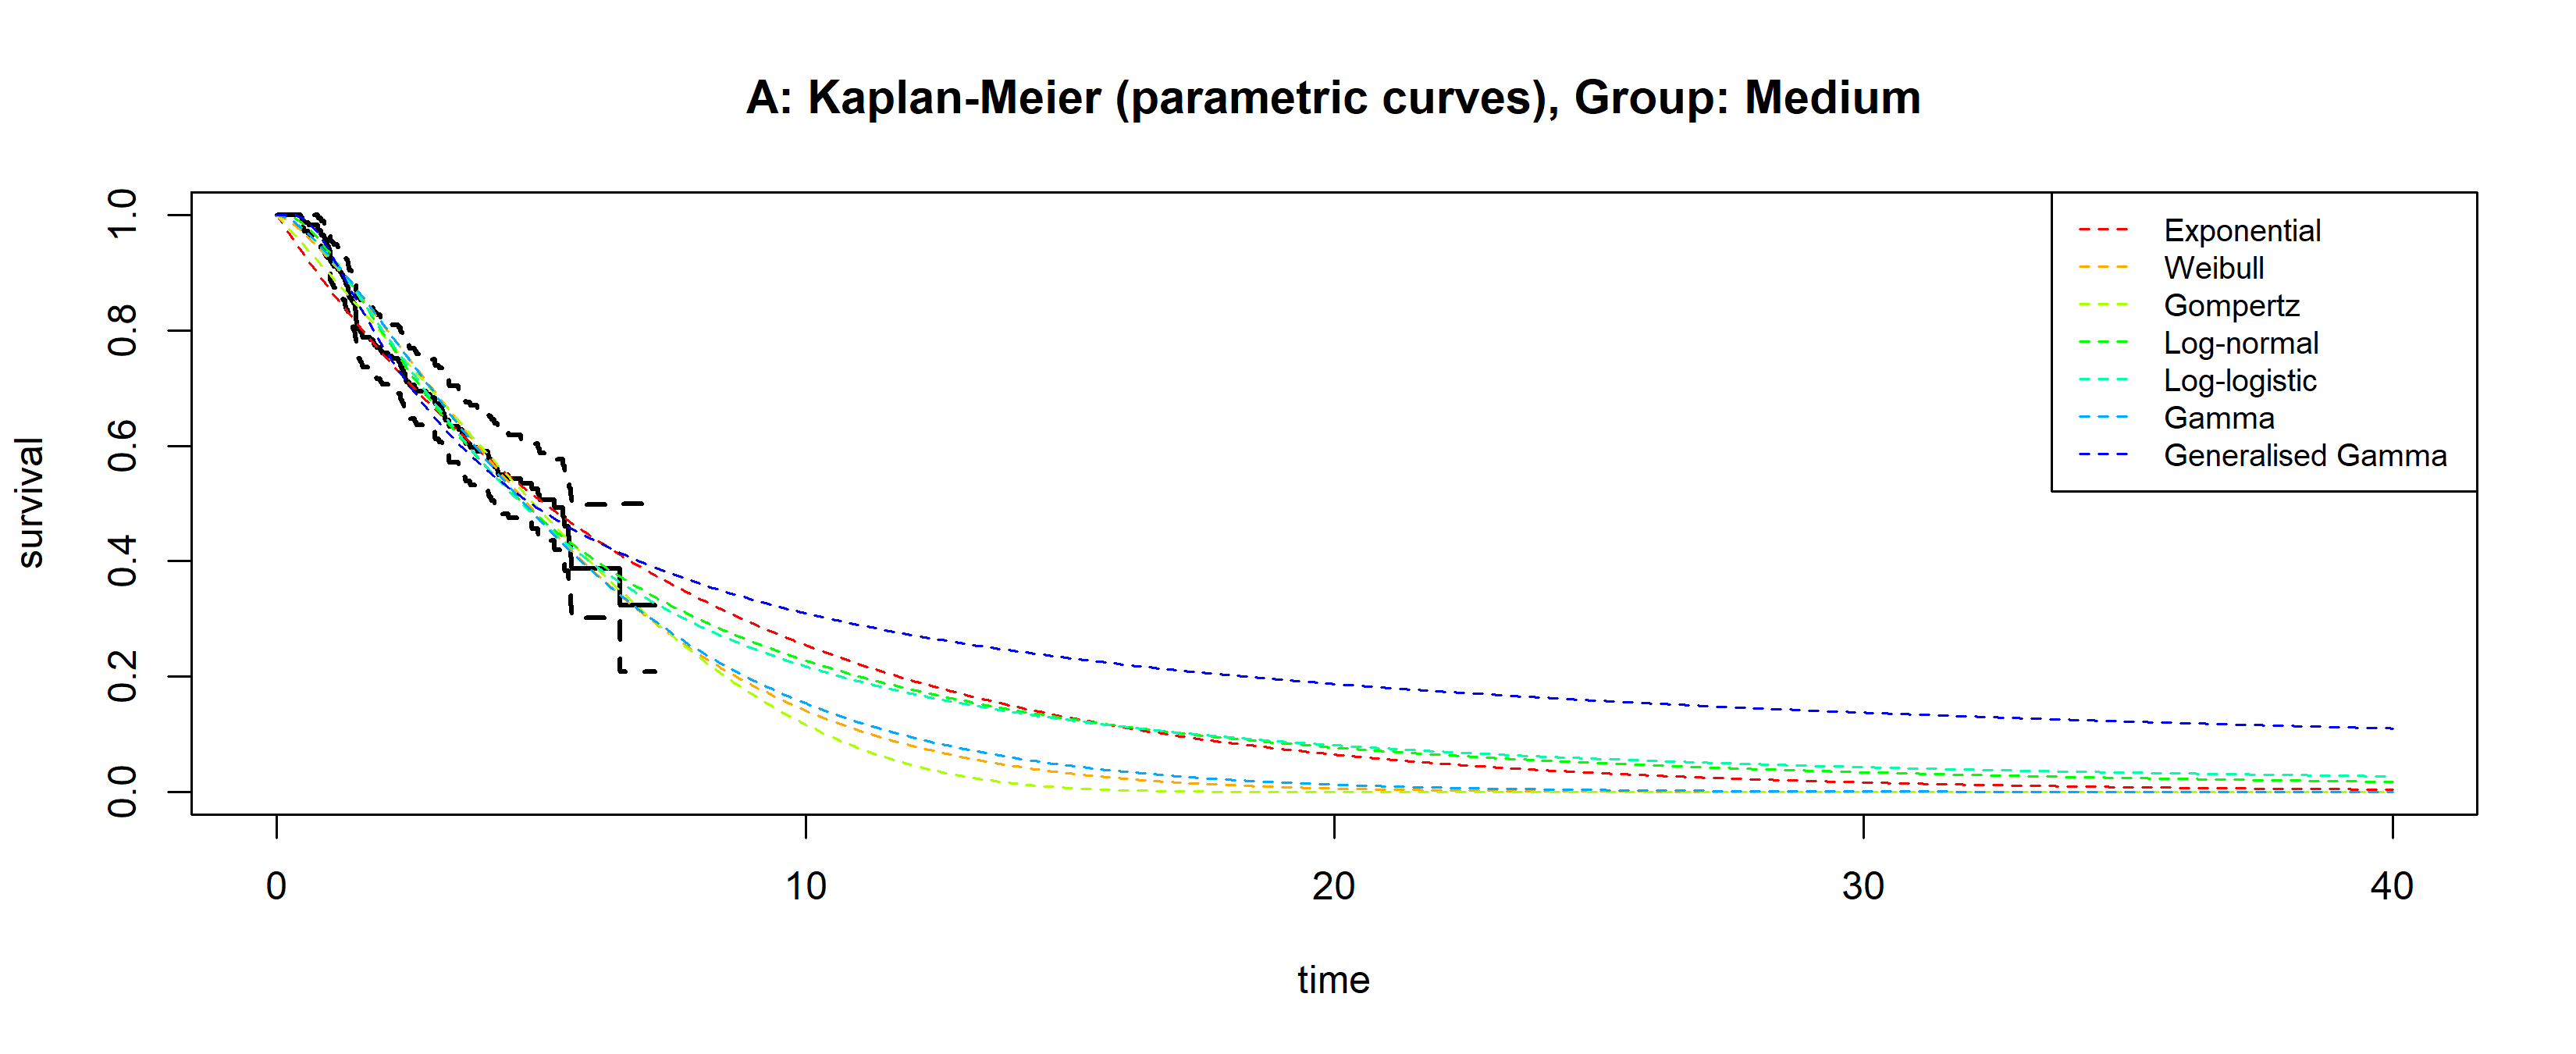 A: Kaplan-Meier (parametric curves), Group: Medium
survival
1.0
0.8
0.6
0.4
0.2
0.0
Exponential
Weibull
Gompertz
Log-normal
Log-logistic
Gamma
Generalised Gamma
0 10 20 30 40
time